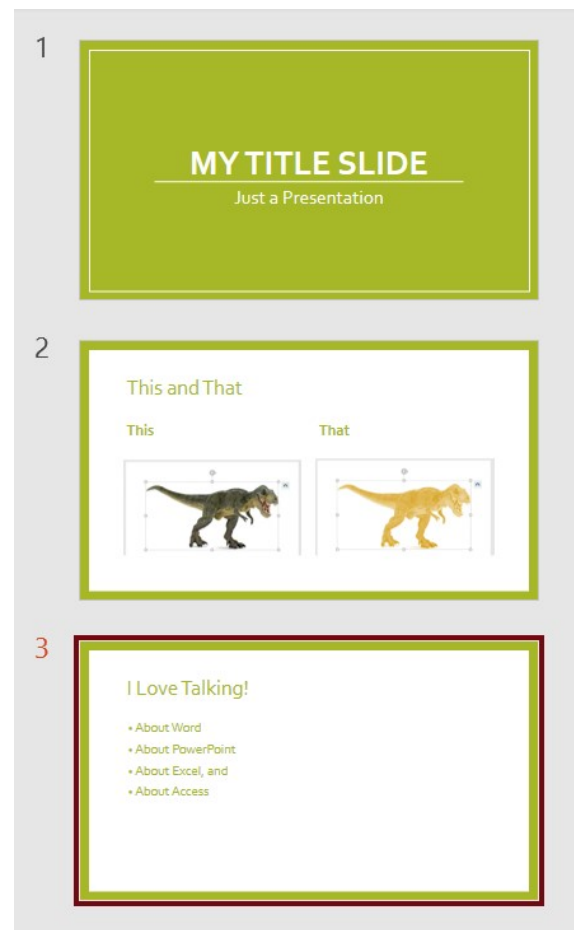 1
MY TITLE SLIDE
Just a Presentation
2
This and That
This That
3
I Love Talking!
• About Word
• About PowerPoint
• About Excel, and
• About Access